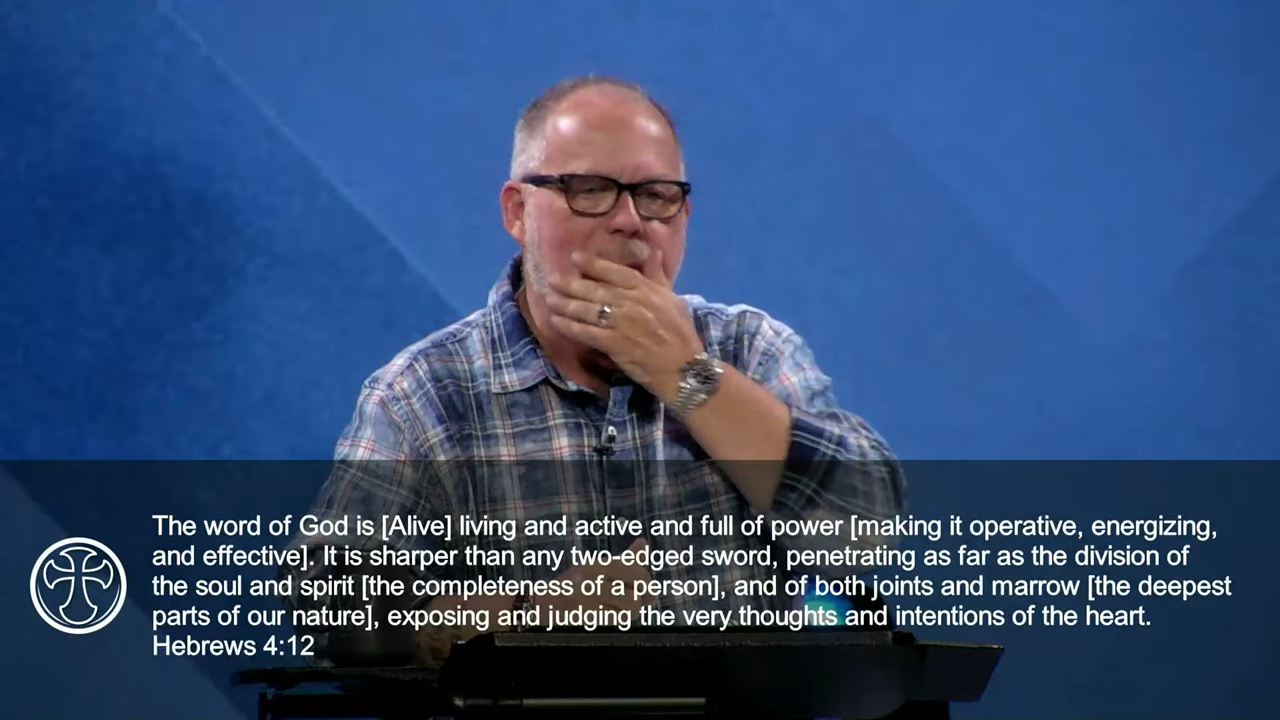 The word of God is [Alive] living and active and full of power [making it operative, energizing,
and effective]. It is sharper than any two-edged sword, penetrating as far as the division of
the soul and spirit [the completeness of a person], and of both joints and marrow [the deepest
parts of our nature], exposing and judging the very thoughts and intentions of the heart.
Hebrews 4:12